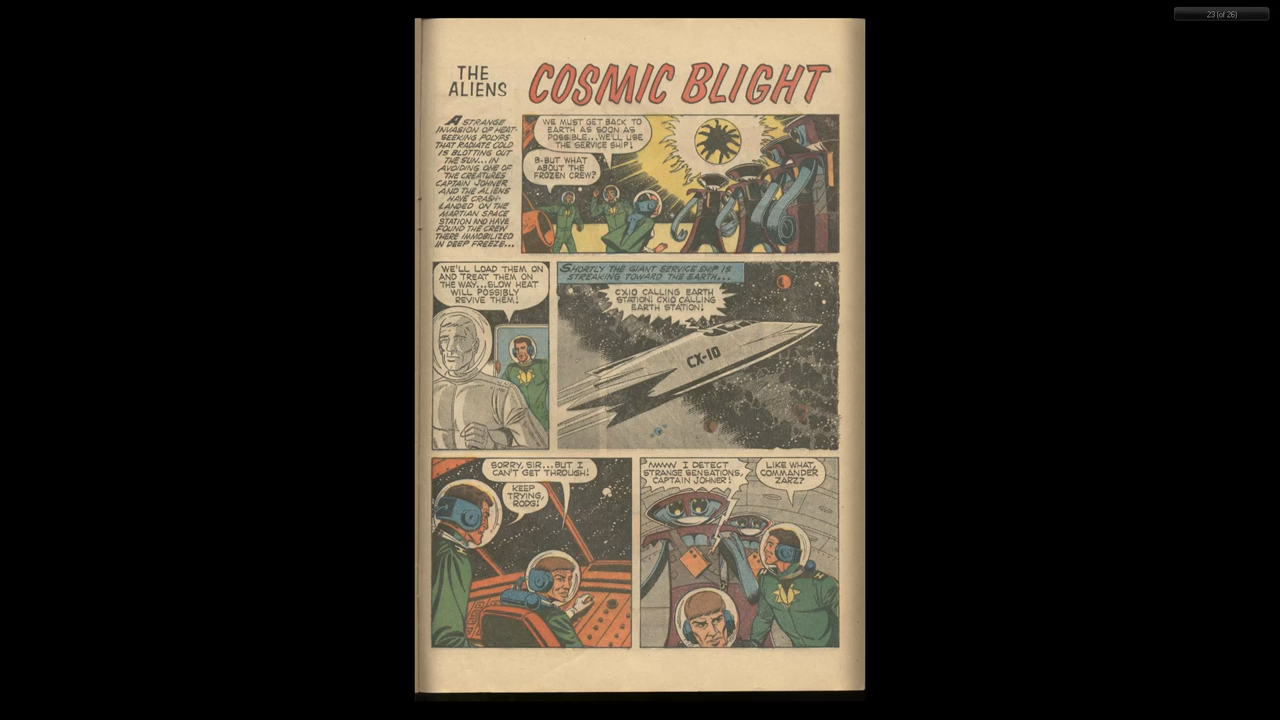 23 (of 26)
THE
ALIENS
COSMIC BLIGHT
A STRANGE
INVASION OF HEAT-
SEEKING POLYPS
THAT RADIATE COLD
IS BLOTTING OUT
THE SUN...IN
AVOIDING ONE OF
THE CREATURES
CAPTAIN JOHNER
AND THE ALIENS
HAVE CRASH-
LANDED ON THE
MARTIAN SPACE
STATION AND HAVE
FOUND THE CREW
THERE IMMOBILIZED
IN DEEP FREEZE...
WE MUST GET BACK TO
EARTH AS SOON AS
POSSIBLE...WE'LL USE
THE SERVICE SHIP!
B-BUT WHAT
ABOUT THE
FROZEN CREW?
WE'LL LOAD THEM ON
AND TREAT THEM ON
THE WAY...SLOW HEAT
WILL POSSIBLY
REVIVE THEM!
SHORTLY THE GIANT SERVICE SHIP IS
STREAKING TOWARD THE EARTH...
CX10 CALLING EARTH
STATION! CX10 CALLING
EARTH STATION!
CX-10
SORRY, SIR...BUT I
CAN'T GET THROUGH!
KEEP
TRYING,
RODG!
I DETECT
STRANGE SENSATIONS,
CAPTAIN JOHNER!
LIKE WHAT,
COMMANDER
ZARZ?